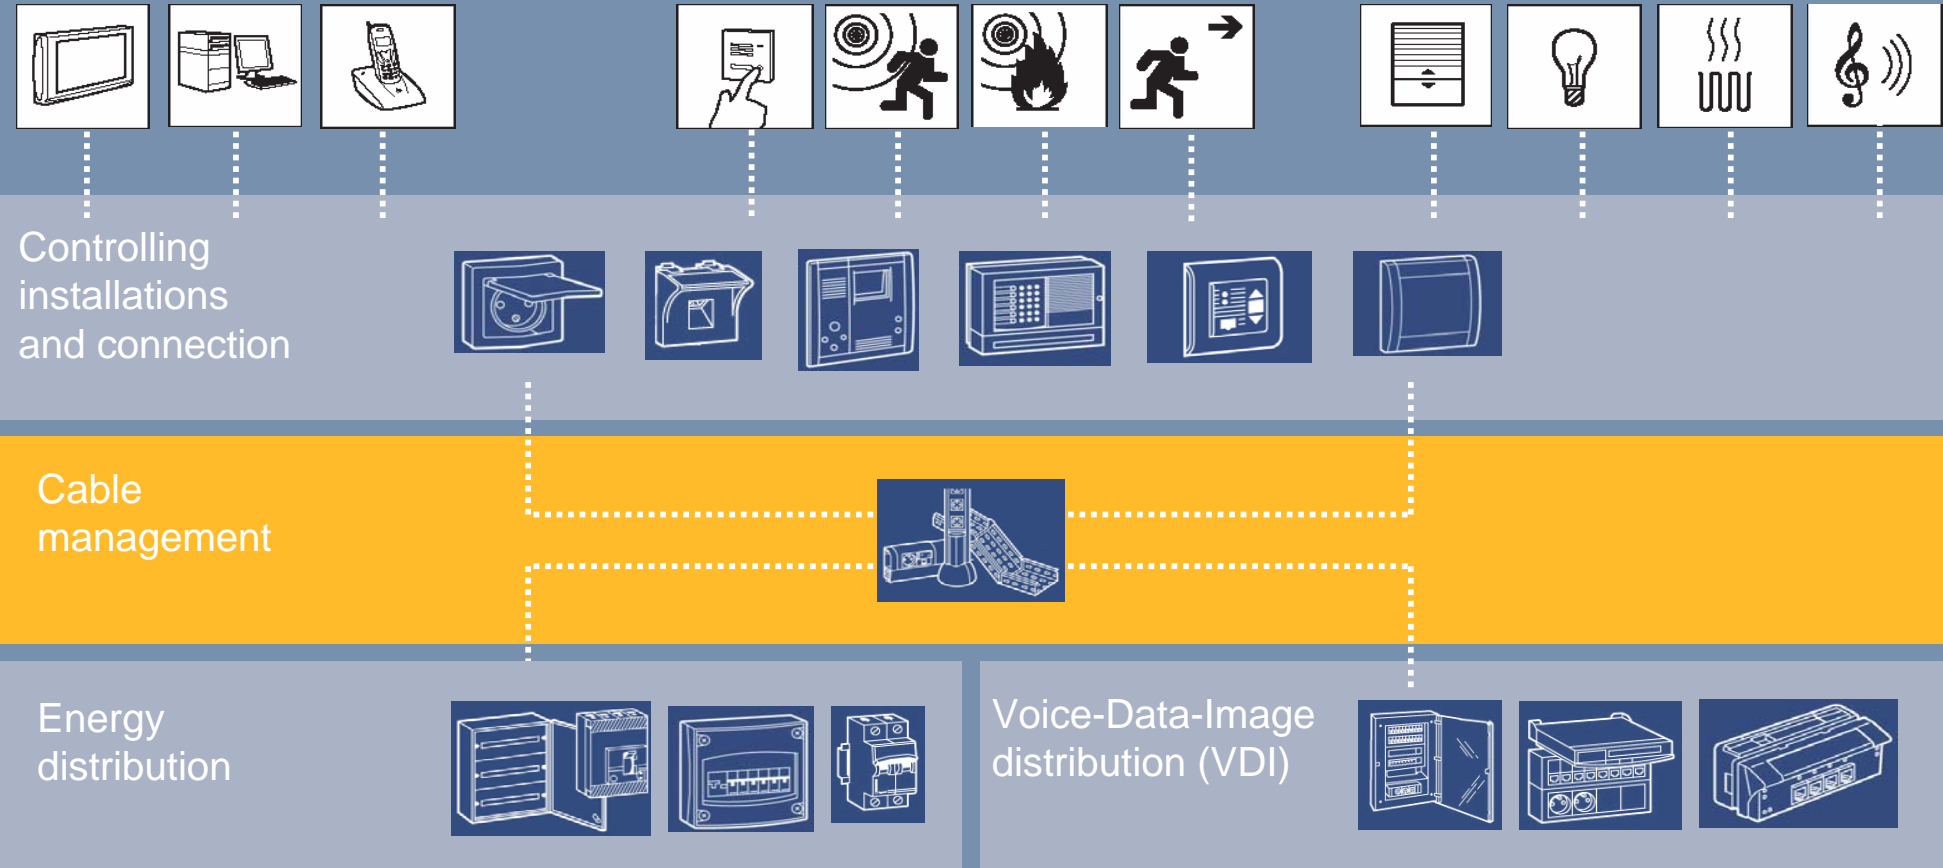 Controlling
installations
and connection
Cable
management
Energy
distribution
Voice-Data-Image
distribution (VDI)